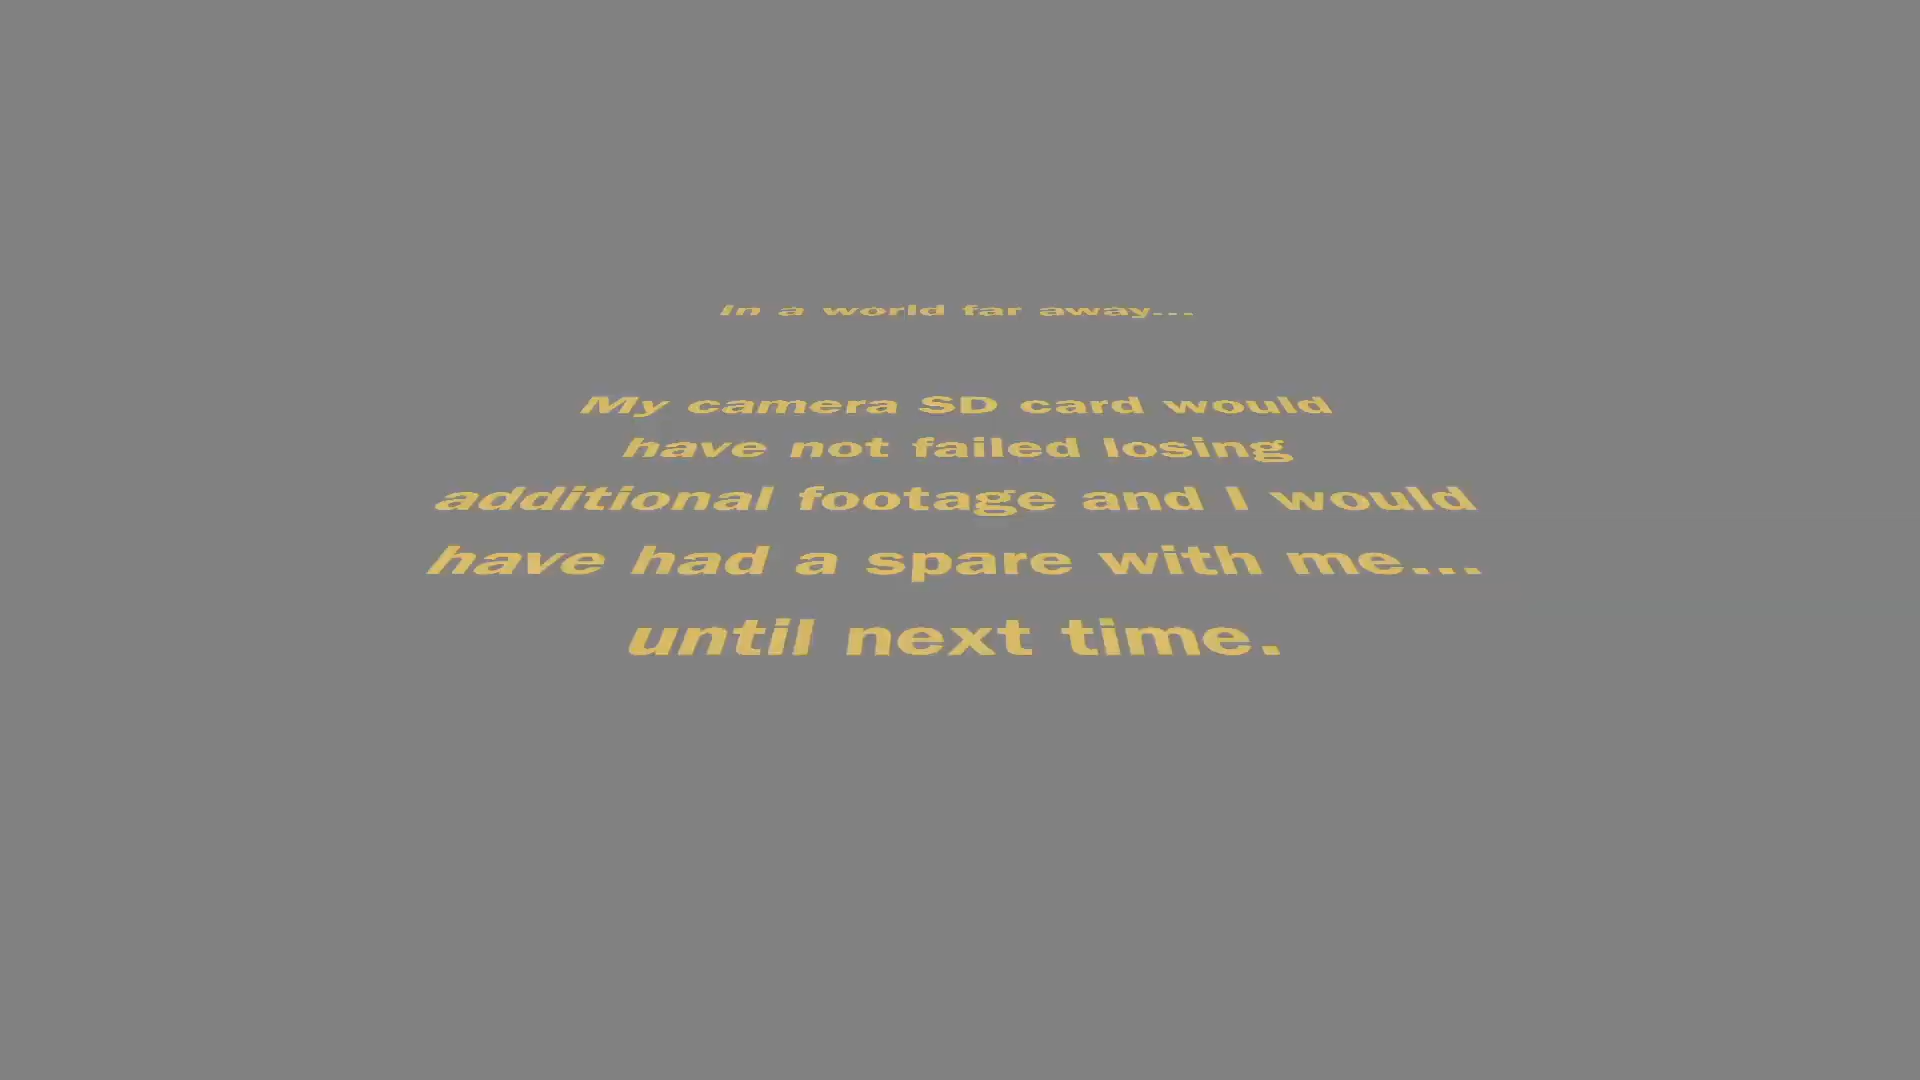 In a world far away...
My camera SD card would
have not failed losing
additional footage and I would
have had a spare with me...
until next time.